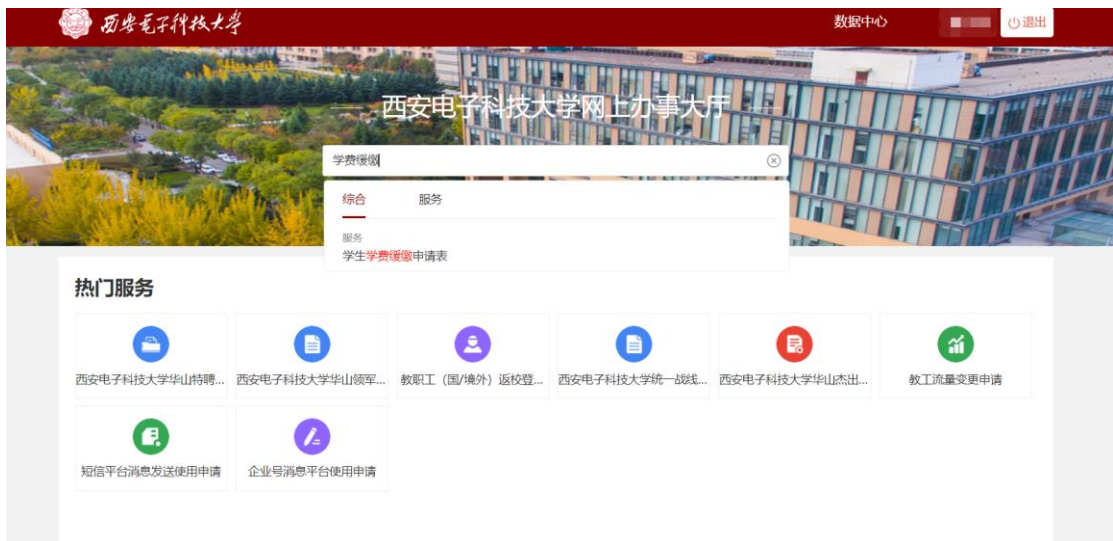 西安电子科技大学
数据中心
退出
西安电子科技大学网上办事大厅
学费缓缴
综合 服务
服务
学生学费缓缴申请表
热门服务
西安电子科技大学华山特聘... 西安电子科技大学华山领军... 教职工（国/境外）返校登... 西安电子科技大学统一战线... 西安电子科技大学华山杰出... 教工流量变更申请
短信平台消息发送使用申请 企业号消息平台使用申请